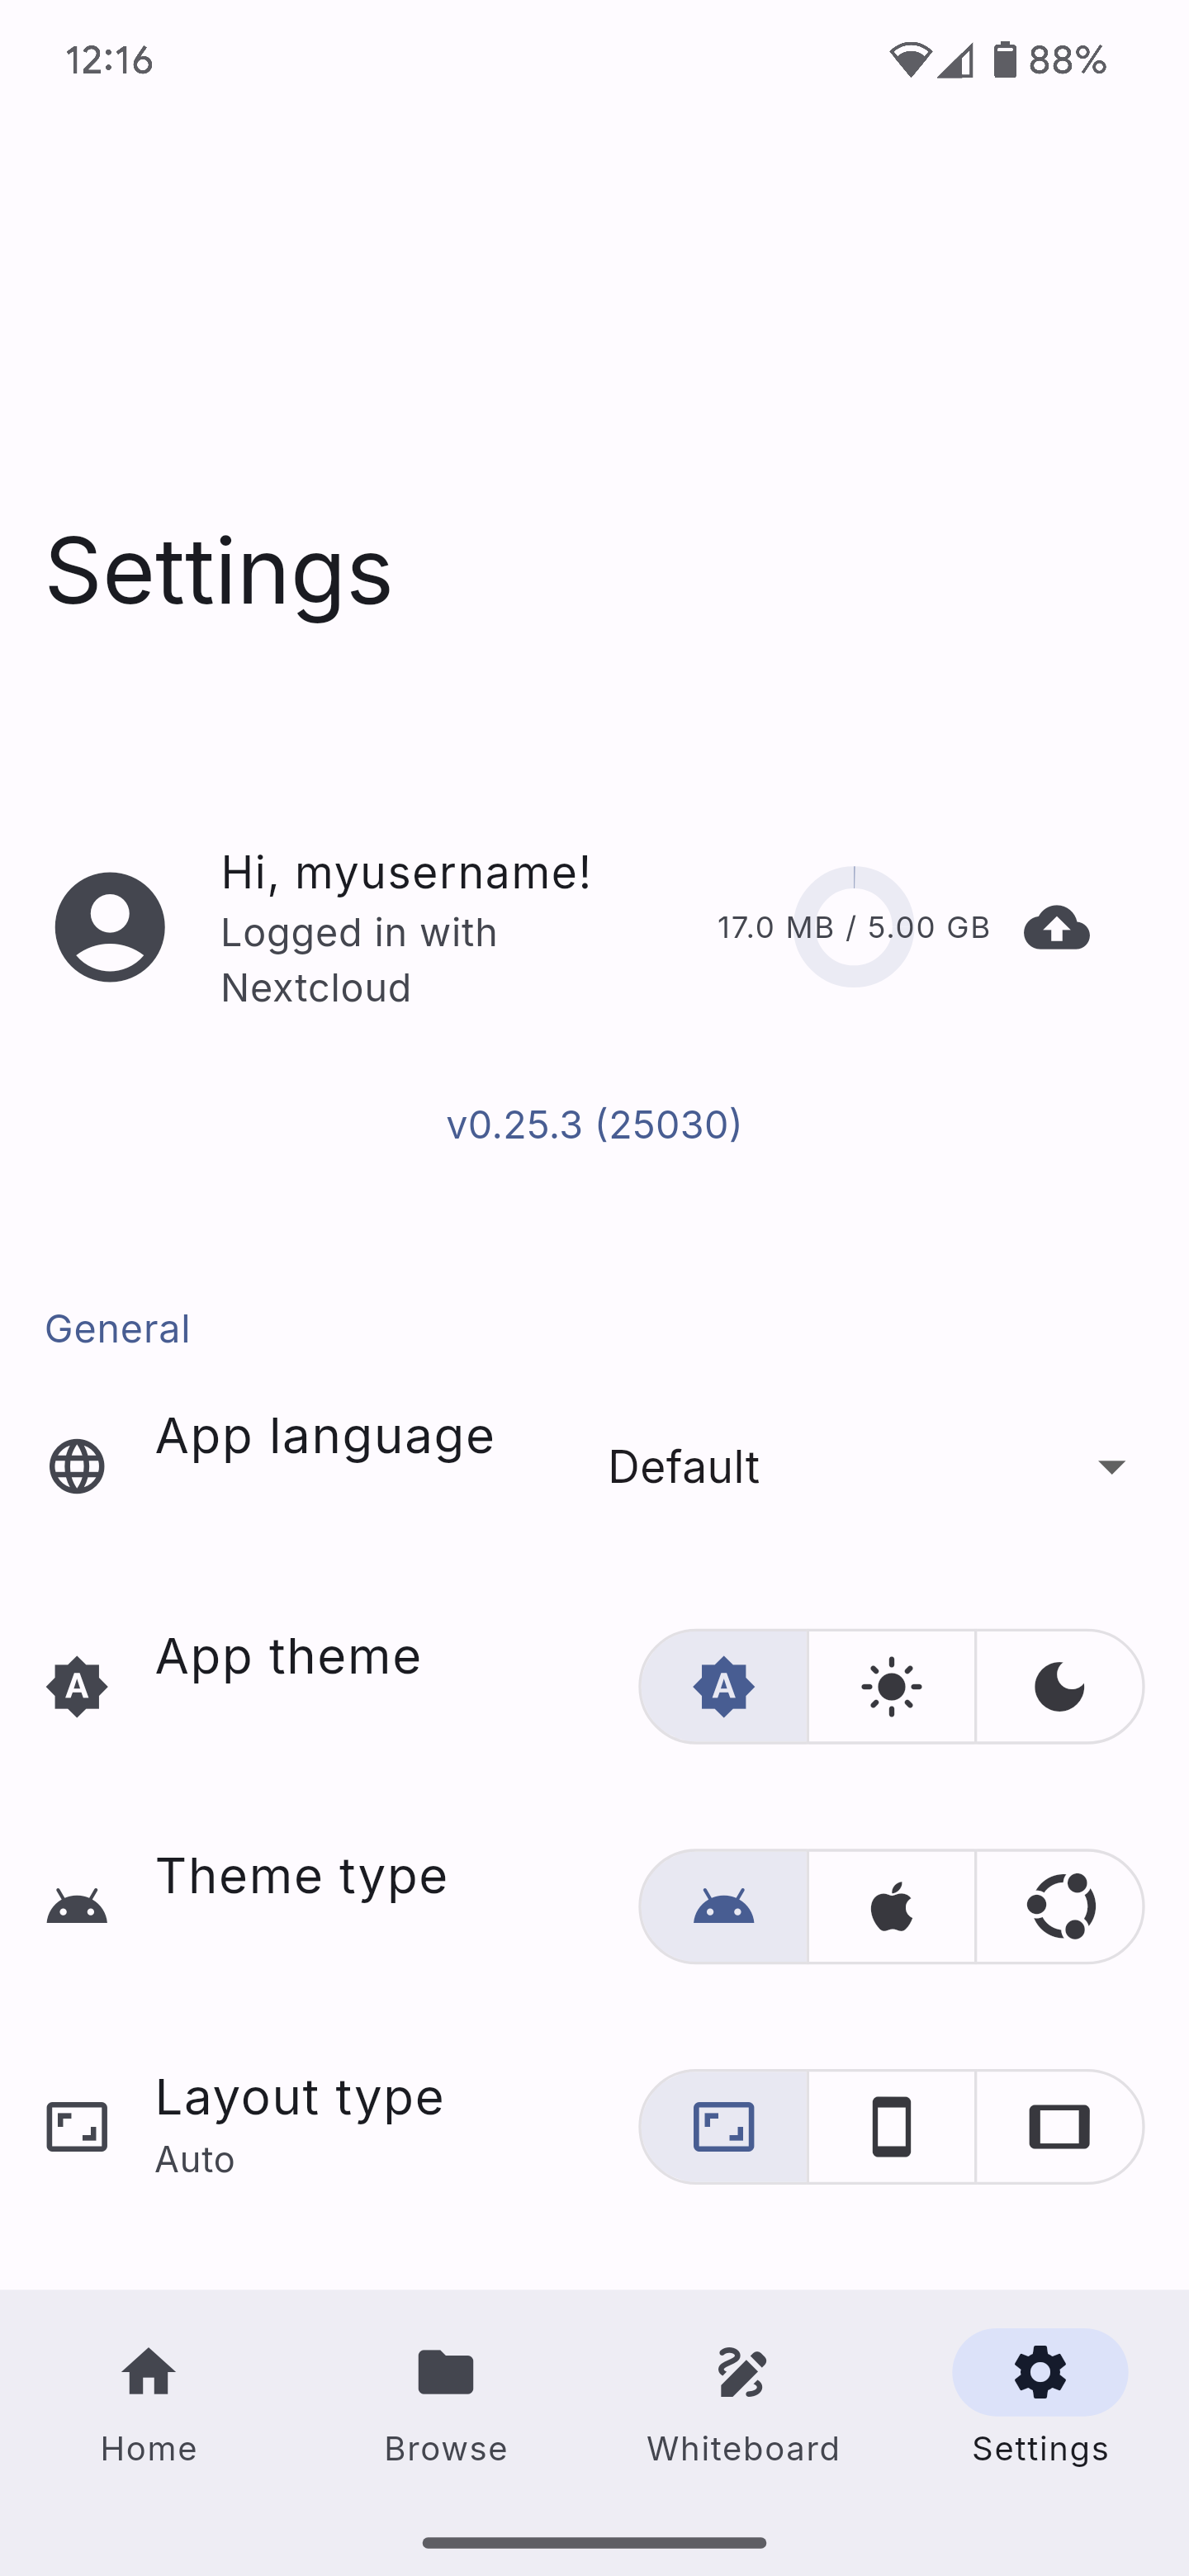 12:16
88%
Settings
Hi, myusername!
Logged in with
Nextcloud
17.0 MB / 5.00 GB
v0.25.3 (25030)
General
App language
Default
App theme
A
A
Theme type
Layout type
Auto
Home
Browse
Whiteboard
Settings